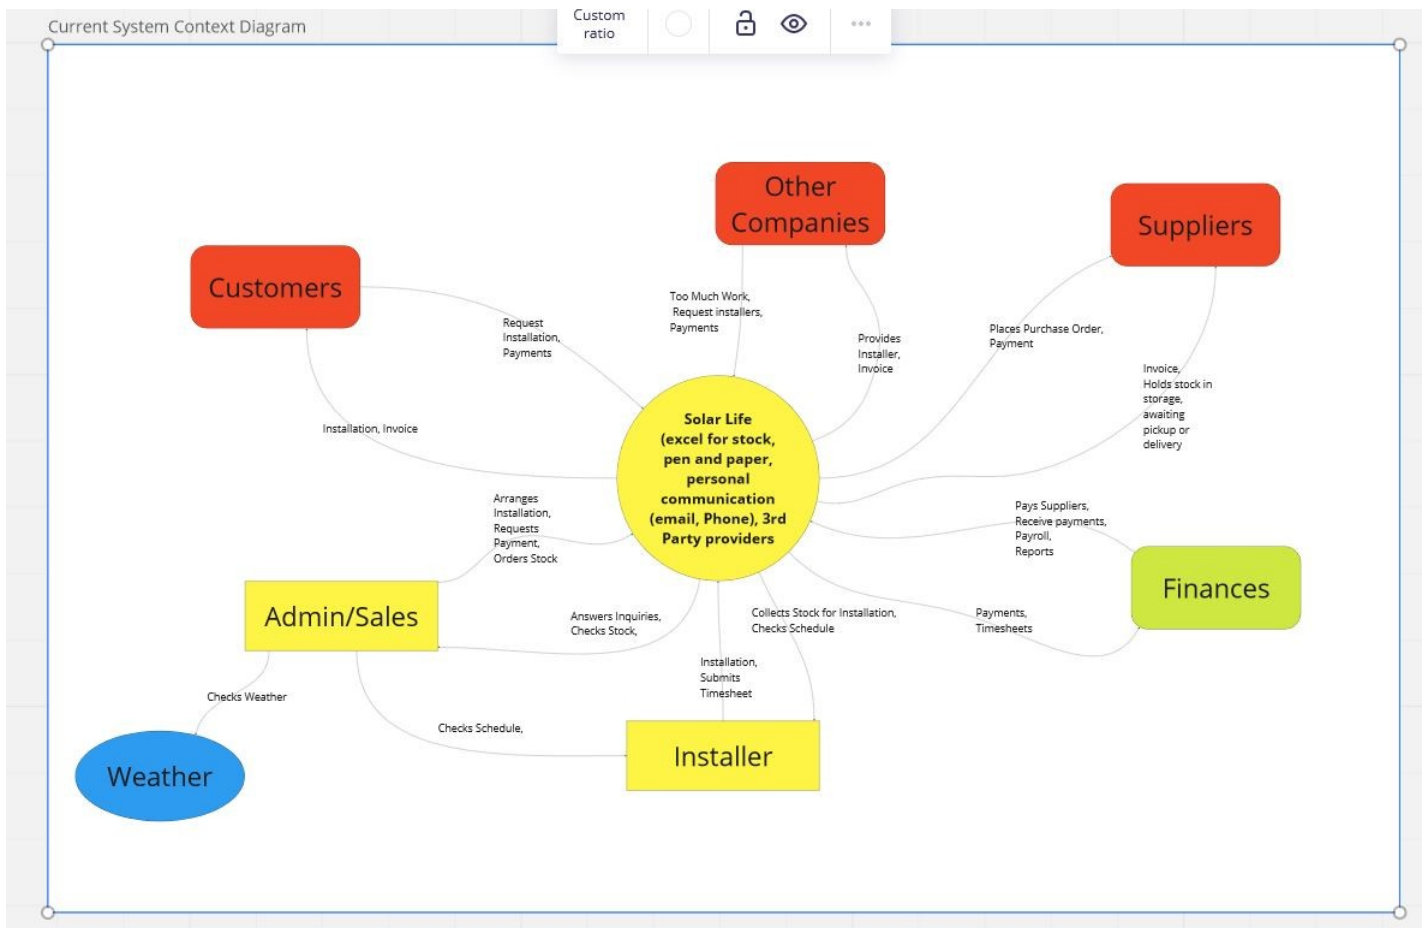 Current System Context Diagram
Custom
ratio
Other
Companies
Suppliers
Customers
Too Much Work,
Request installers,
Payments
Request
Installation,
Payments
Places Purchase Order,
Payment
Provides
Installer,
Invoice
Invoice,
Holds stock in
storage,
awaiting
pickup or
delivery
Installation, Invoice
Solar Life
(excel for stock,
pen and paper,
personal
communication
(email, Phone), 3rd
Party providers
Arranges
Installation,
Requests
Payment,
Orders Stock
Pays Suppliers,
Receive payments,
Payroll,
Reports
Finances
Admin/Sales
Answers Inquiries,
Checks Stock,
Collects Stock for Installation,
Checks Schedule
Payments,
Timesheets
Installation,
Submits
Timesheet
Checks Weather
Checks Schedule,
Installer
Weather